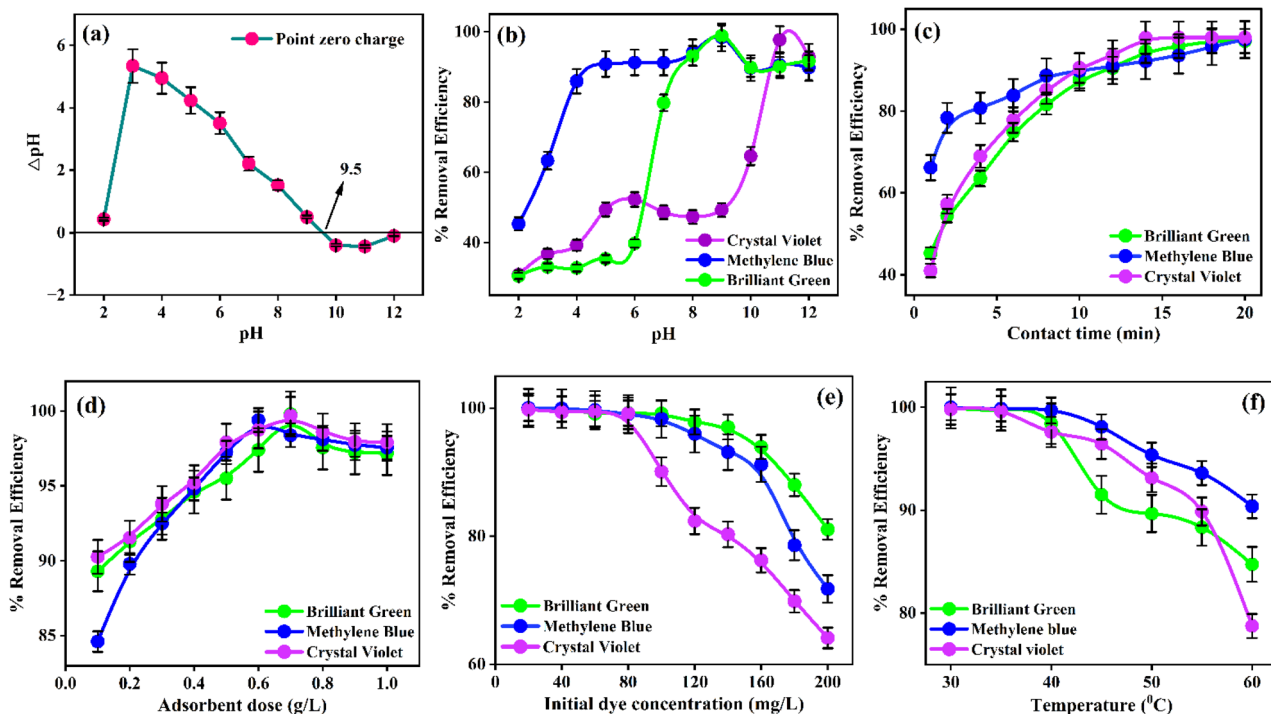 (a)
Point zero charge
9.5
6
4
2
0
−2
△pH
2 4 6 8 10 12
pH
(b)
100
80
60
40
% Removal Efficiency
Crystal Violet
Methylene Blue
Brilliant Green
2 4 6 8 10 12
pH
(c)
100
80
60
40
% Removal Efficiency
Brilliant Green
Methylene Blue
Crystal Violet
0 5 10 15 20
Contact time (min)
(d)
100
95
90
85
% Removal Efficiency
Brilliant Green
Methylene Blue
Crystal Violet
0.0 0.2 0.4 0.6 0.8 1.0
Adsorbent dose (g/L)
(e)
100
80
60
% Removal Efficiency
Brilliant Green
Methylene Blue
Crystal Violet
0 40 80 120 160 200
Initial dye concentration (mg/L)
(f)
100
90
80
% Removal Efficiency
Brilliant Green
Methylene blue
Crystal violet
30 40 50 60
Temperature (⁰C)